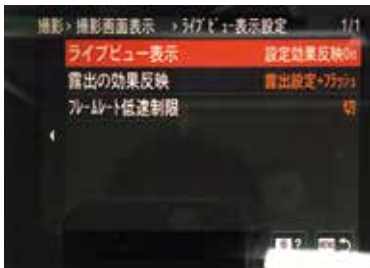 撮影>撮影画面表示 >ライブビュー表示設定 1/1
ライブビュー表示 設定効果反映On
露出の効果反映 露出設定+フラッシュ
フレームレート低速制限 切
? MENU